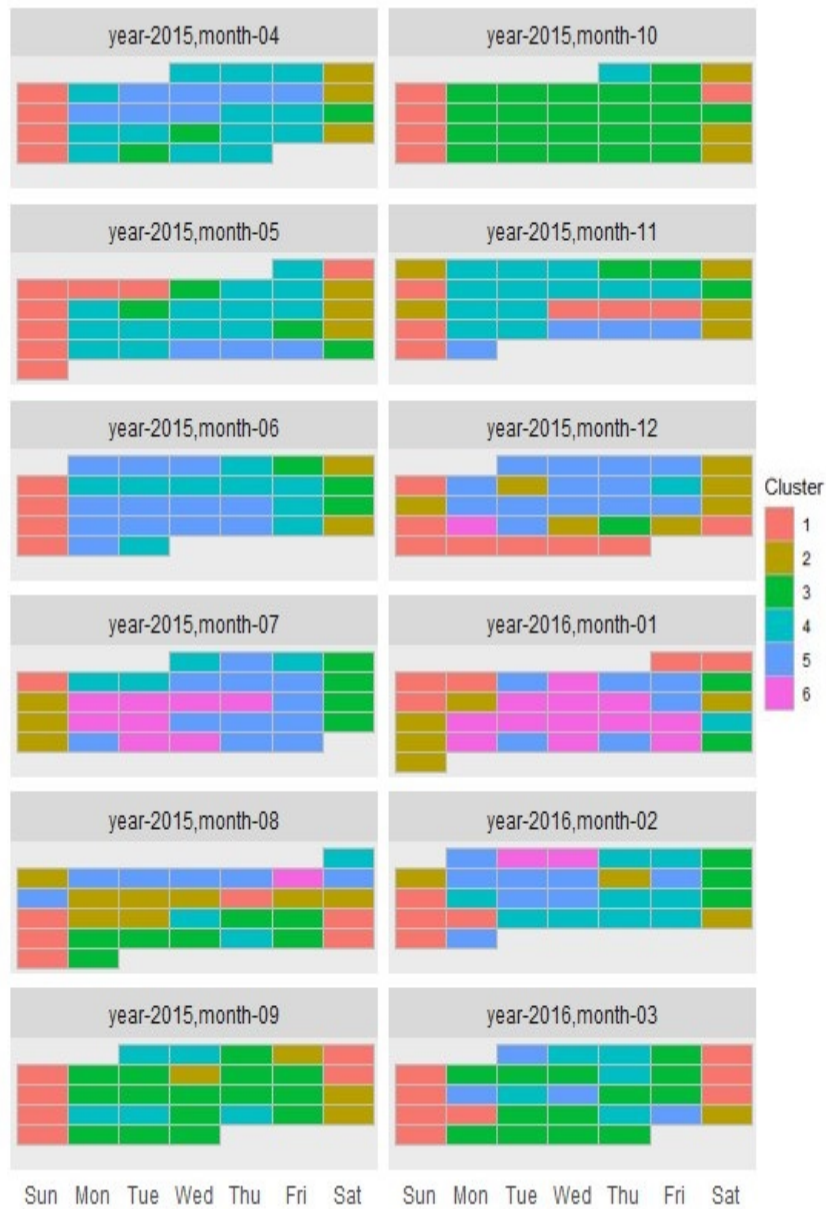 year-2015,month-04
year-2015,month-10
year-2015,month-05
year-2015,month-11
year-2015,month-06
year-2015,month-12
Cluster
1
2
3
4
5
6
year-2015,month-07
year-2016,month-01
year-2015,month-08
year-2016,month-02
year-2015,month-09
year-2016,month-03
Sun Mon Tue Wed Thu Fri Sat
Sun Mon Tue Wed Thu Fri Sat